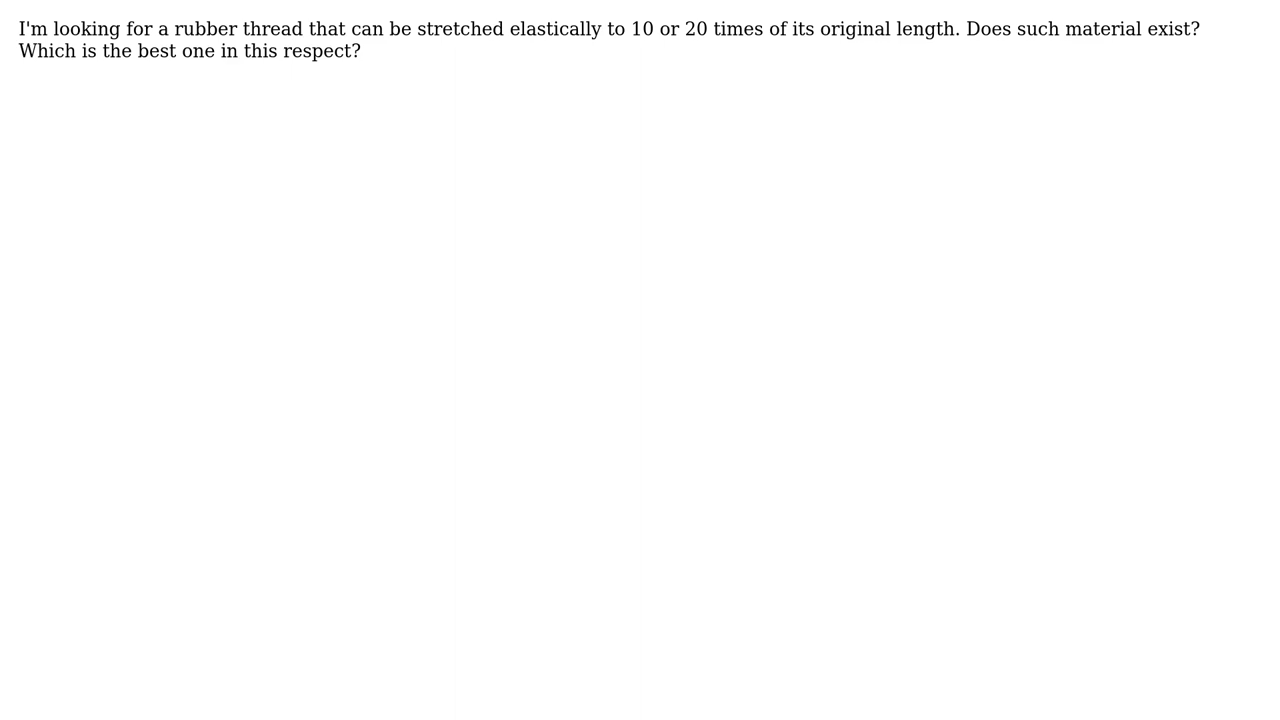 I'm looking for a rubber thread that can be stretched elastically to 10 or 20 times of its original length. Does such material exist?
Which is the best one in this respect?